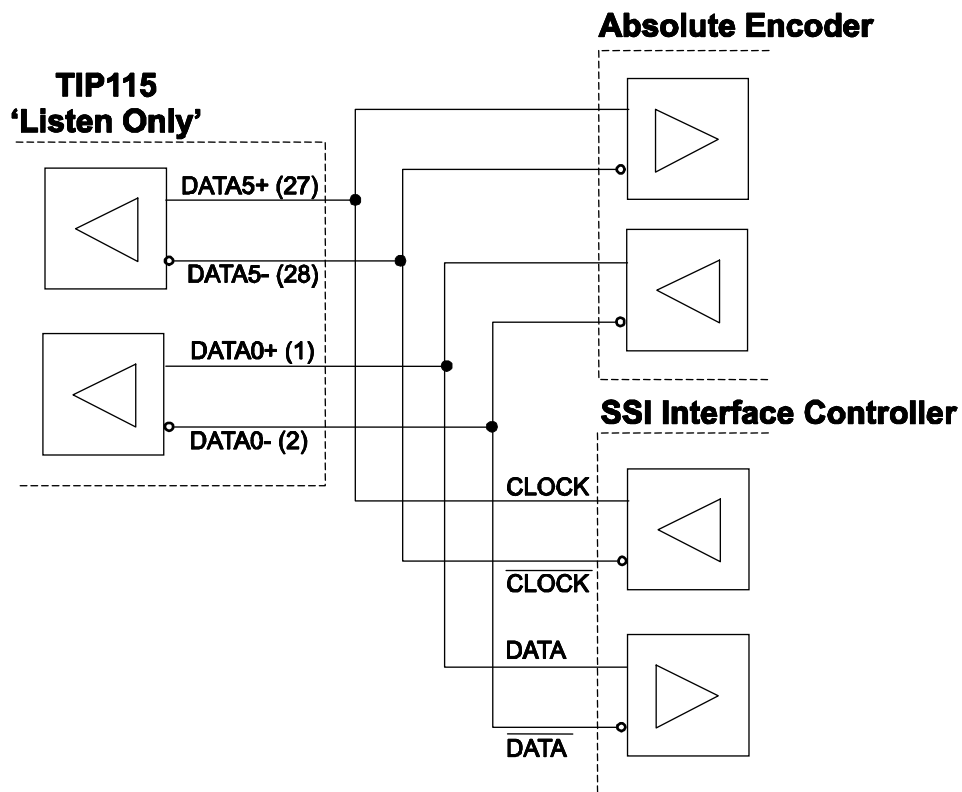 Absolute Encoder
TIP115
‘Listen Only’
DATA5+ (27)
DATA5- (28)
DATA0+ (1)
DATA0- (2)
SSI Interface Controller
CLOCK
CLOCK
DATA
DATA